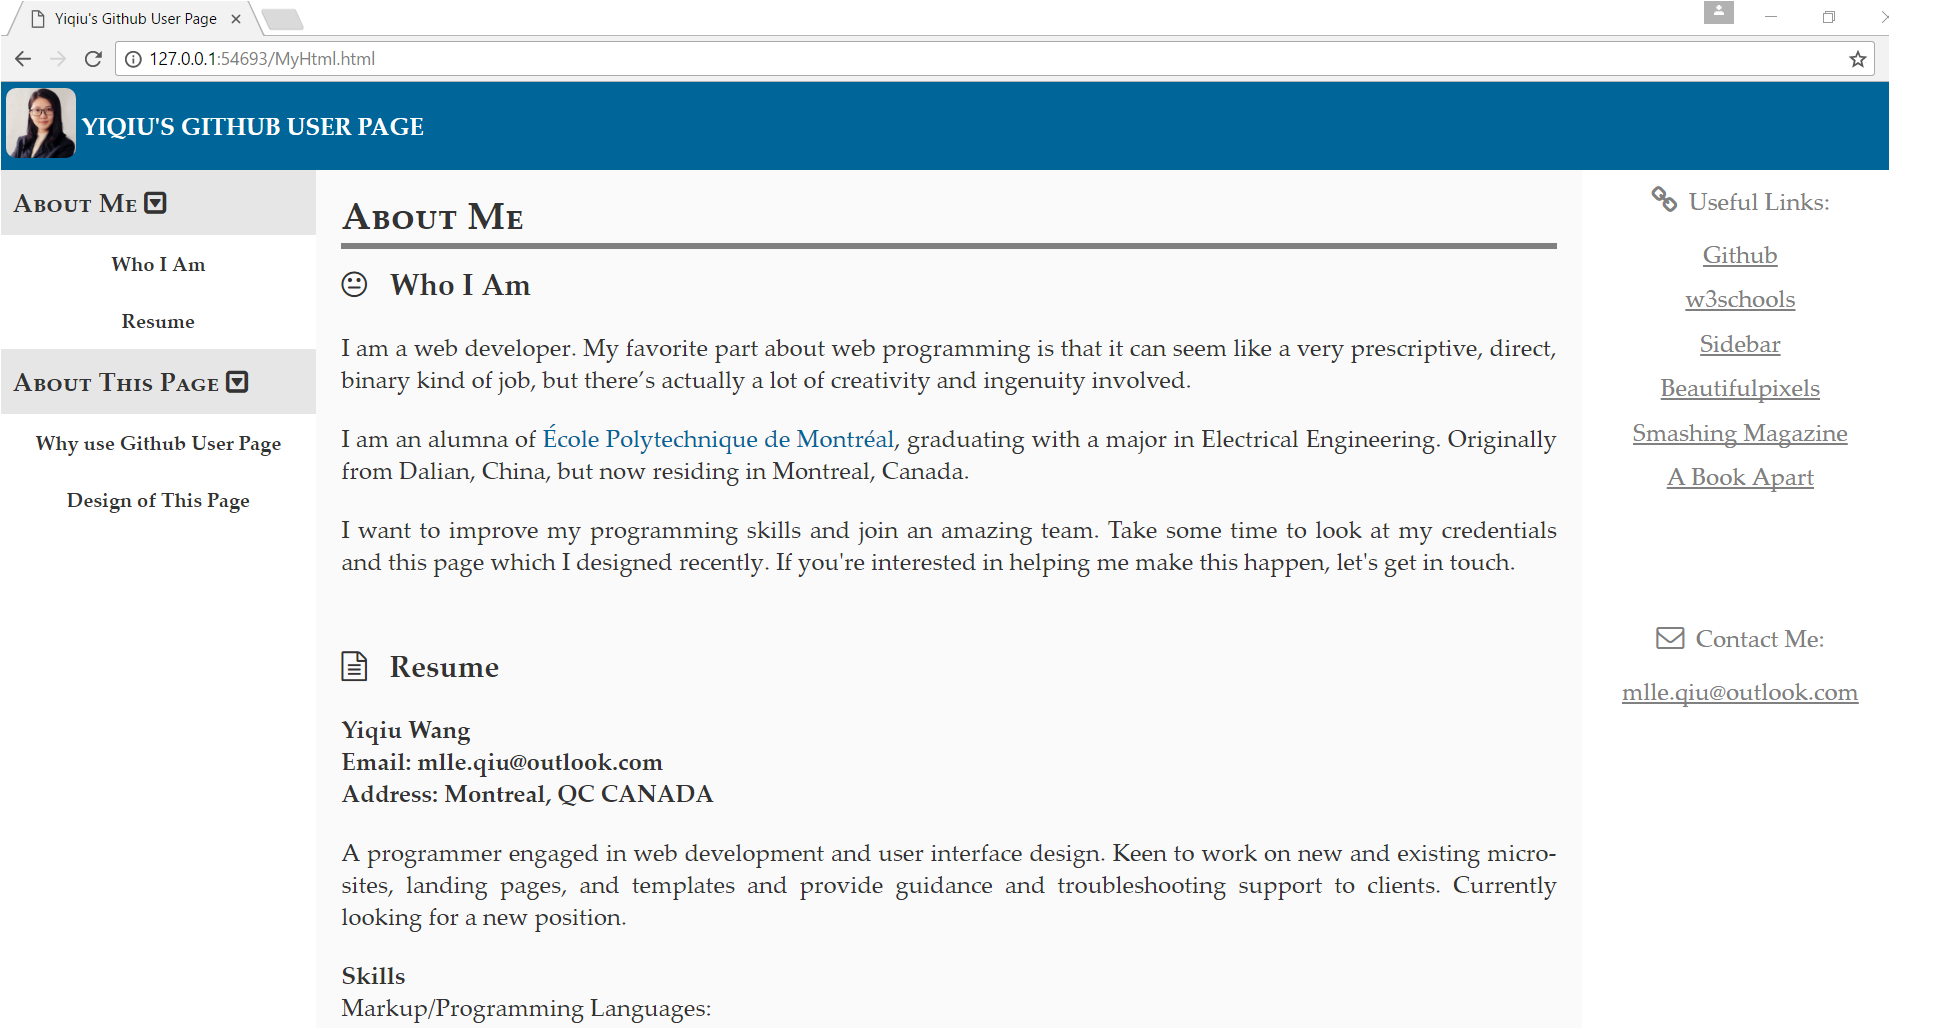 Yiqiu's Github User Page
127.0.0.1:54693/MyHtml.html
YIQIU'S GITHUB USER PAGE
About Me
Who I Am
Resume
About This Page
Why use Github User Page
Design of This Page
About Me
Who I Am
I am a web developer. My favorite part about web programming is that it can seem like a very prescriptive, direct,
binary kind of job, but there’s actually a lot of creativity and ingenuity involved.
I am an alumna of École Polytechnique de Montréal, graduating with a major in Electrical Engineering. Originally
from Dalian, China, but now residing in Montreal, Canada.
I want to improve my programming skills and join an amazing team. Take some time to look at my credentials
and this page which I designed recently. If you're interested in helping me make this happen, let's get in touch.
Resume
Yiqiu Wang
Email: mlle.qiu@outlook.com
Address: Montreal, QC CANADA
A programmer engaged in web development and user interface design. Keen to work on new and existing micro-
sites, landing pages, and templates and provide guidance and troubleshooting support to clients. Currently
looking for a new position.
Skills
Markup/Programming Languages:
Useful Links:
Github
w3schools
Sidebar
Beautifulpixels
Smashing Magazine
A Book Apart
Contact Me:
mlle.qiu@outlook.com